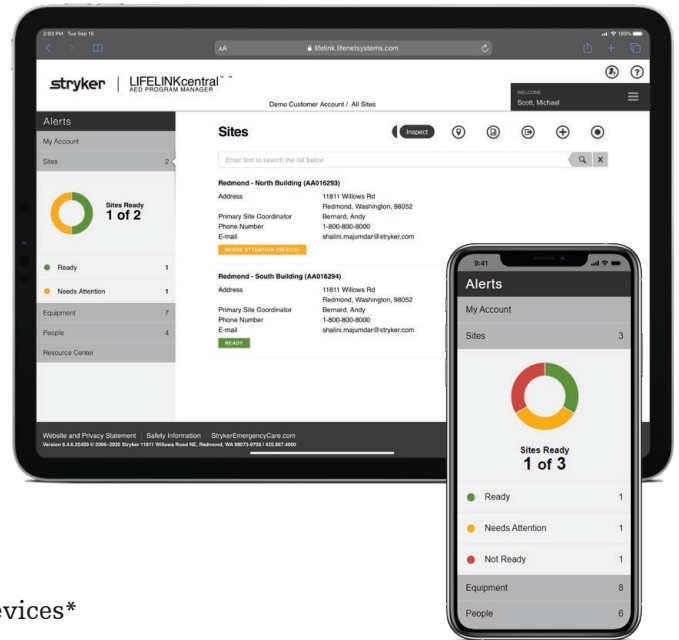 2:03 PM Tue Sep 15
100%
AA
lifelink.lifenetsystems.com
stryker
LIFELINKcentral
AED PROGRAM MANAGER
Demo Customer Account / All Sites
WELCOME
Scott, Michael
Alerts
My Account
Sites 2
Sites Ready
1 of 2
Ready 1
Needs Attention 1
Equipment 7
People 4
Resource Center
Sites
Inspect
Enter text to search the list below
X
Redmond - North Building (AA016293)
Address 11811 Willows Rd
Redmond, Washington, 98052
Primary Site Coordinator Bernard, Andy
Phone Number 1-800-800-8000
E-mail shalini.majumdar@stryker.com
NEEDS ATTENTION (DEVICE)
Redmond - South Building (AA016294)
Address 11811 Willows Rd
Redmond, Washington, 98052
Primary Site Coordinator Bernard, Andy
Phone Number 1-800-800-8000
E-mail shalini.majumdar@stryker.com
READY
Website and Privacy Statement | Safety Information | StrykerEmergencyCare.com
9:41
Alerts
My Account
Sites 3
Sites Ready
1 of 3
Ready 1
Needs Attention 1
Not Ready 1
Equipment 8
People 6
evices*